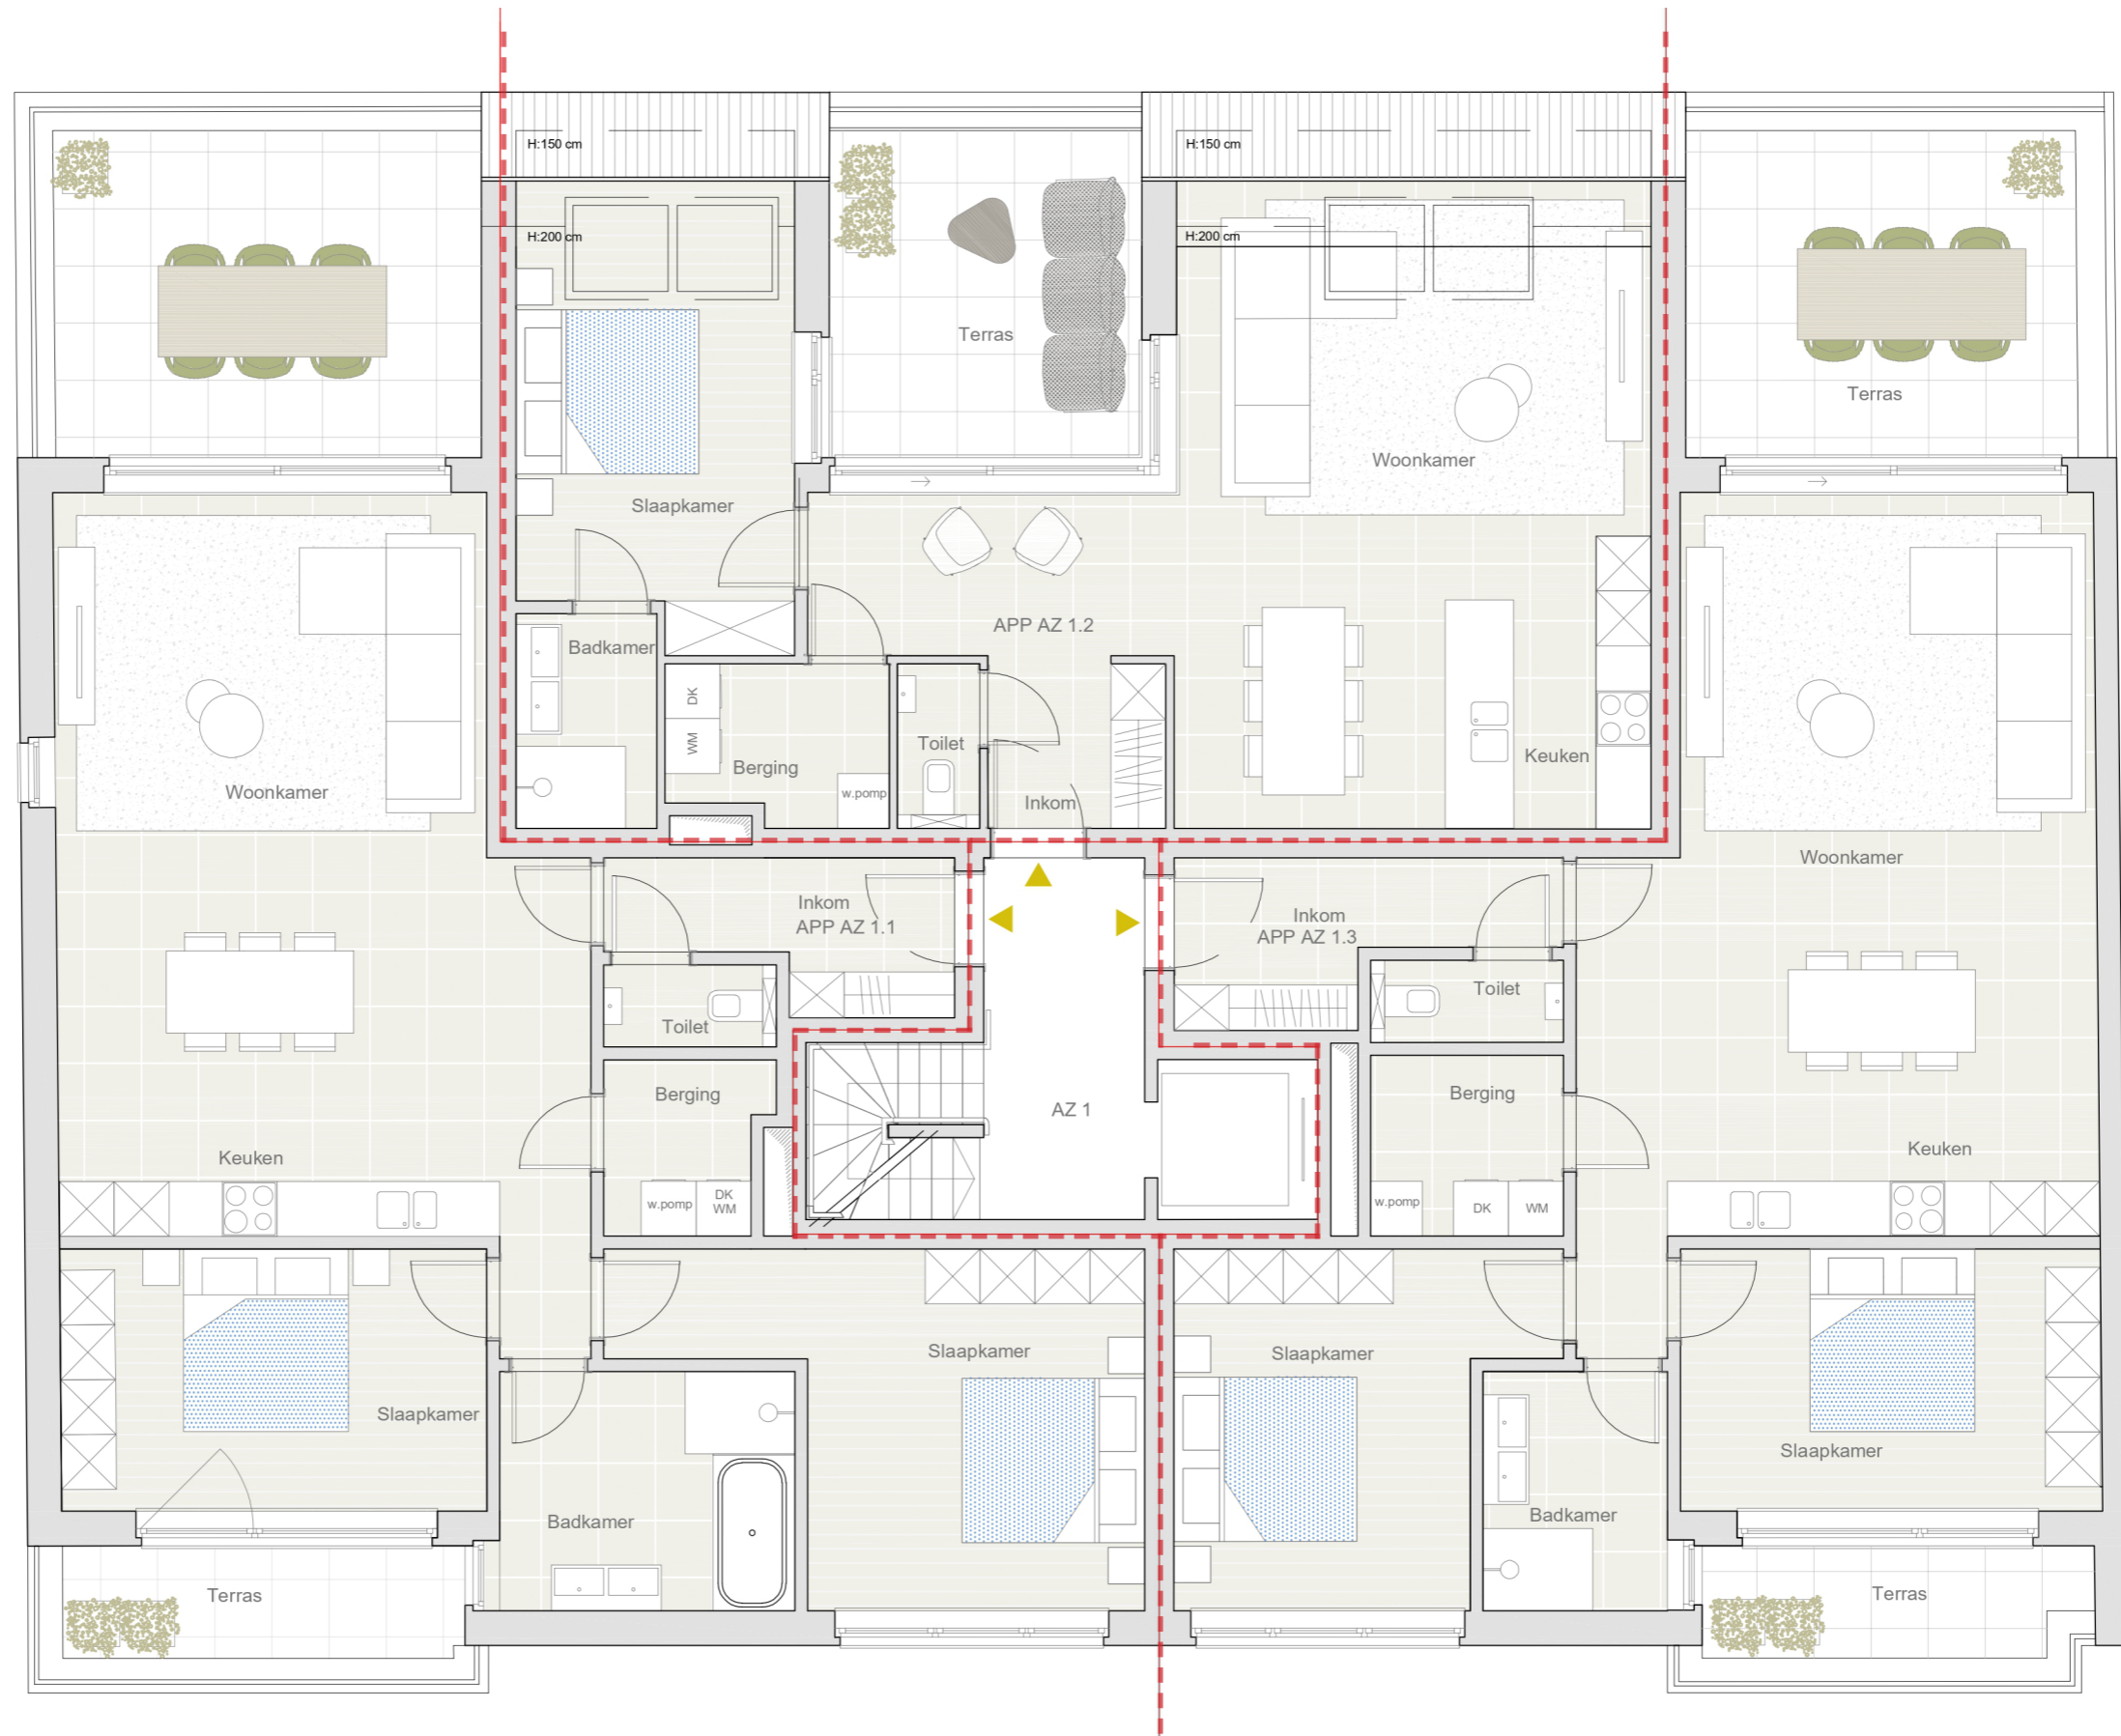 H:150 cm
H:150 cm
H:200 cm
H:200 cm
Terras
Terras
Woonkamer
Slaapkamer
APP AZ 1.2
Badkamer
DK
WM
Toilet
Berging
Keuken
w.pomp
Inkom
Woonkamer
Woonkamer
Inkom
APP AZ 1.1
Inkom
APP AZ 1.3
Toilet
Toilet
Berging
AZ 1
Berging
Keuken
Keuken
w.pomp
DK
WM
w.pomp
DK
WM
Slaapkamer
Slaapkamer
Slaapkamer
Slaapkamer
Badkamer
Badkamer
Terras
Terras